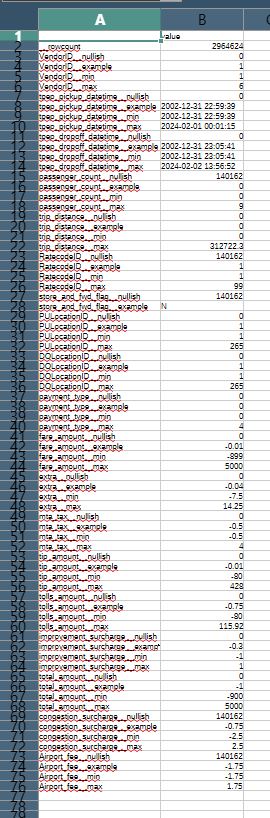 A B
1 value
2 __rowcount 2964624
3 VendorID__nullish 0
4 VendorID__example 1
5 VendorID__min 1
6 VendorID__max 6
7 tpep_pickup_datetime__nullish 0
8 tpep_pickup_datetime__example 2002-12-31 22:59:39
9 tpep_pickup_datetime__min 2002-12-31 22:59:39
10 tpep_pickup_datetime__max 2024-02-01 00:01:15
11 tpep_dropoff_datetime__nullish 0
12 tpep_dropoff_datetime__example 2002-12-31 23:05:41
13 tpep_dropoff_datetime__min 2002-12-31 23:05:41
14 tpep_dropoff_datetime__max 2024-02-02 13:56:52
15 passenger_count__nullish 140162
16 passenger_count__example 0
17 passenger_count__min 0
18 passenger_count__max 9
19 trip_distance__nullish 0
20 trip_distance__example 0
21 trip_distance__min 0
22 trip_distance__max 312722.3
23 RatecodeID__nullish 140162
24 RatecodeID__example 1
25 RatecodeID__min 1
26 RatecodeID__max 99
27 store_and_fwd_flag__nullish 140162
28 store_and_fwd_flag__example N
29 PULocationID__nullish 0
30 PULocationID__example 1
31 PULocationID__min 1
32 PULocationID__max 265
33 DOLocationID__nullish 0
34 DOLocationID__example 1
35 DOLocationID__min 1
36 DOLocationID__max 265
37 payment_type__nullish 0
38 payment_type__example 0
39 payment_type__min 0
40 payment_type__max 4
41 fare_amount__nullish 0
42 fare_amount__example -0.01
43 fare_amount__min -899
44 fare_amount__max 5000
45 extra__nullish 0
46 extra__example -0.04
47 extra__min -7.5
48 extra__max 14.25
49 mta_tax__nullish 0
50 mta_tax__example -0.5
51 mta_tax__min -0.5
52 mta_tax__max 4
53 tip_amount__nullish 0
54 tip_amount__example -0.01
55 tip_amount__min -80
56 tip_amount__max 428
57 tolls_amount__nullish 0
58 tolls_amount__example -0.75
59 tolls_amount__min -80
60 tolls_amount__max 115.92
61 improvement_surcharge__nullish 0
62 improvement_surcharge__exampl -0.3
63 improvement_surcharge__min -1
64 improvement_surcharge__max 1
65 total_amount__nullish 0
66 total_amount__example -1
67 total_amount__min -900
68 total_amount__max 5000
69 congestion_surcharge__nullish 140162
70 congestion_surcharge__example -0.75
71 congestion_surcharge__min -2.5
72 congestion_surcharge__max 2.5
73 Airport_fee__nullish 140162
74 Airport_fee__example -1.75
75 Airport_fee__min -1.75
76 Airport_fee__max 1.75
77
78